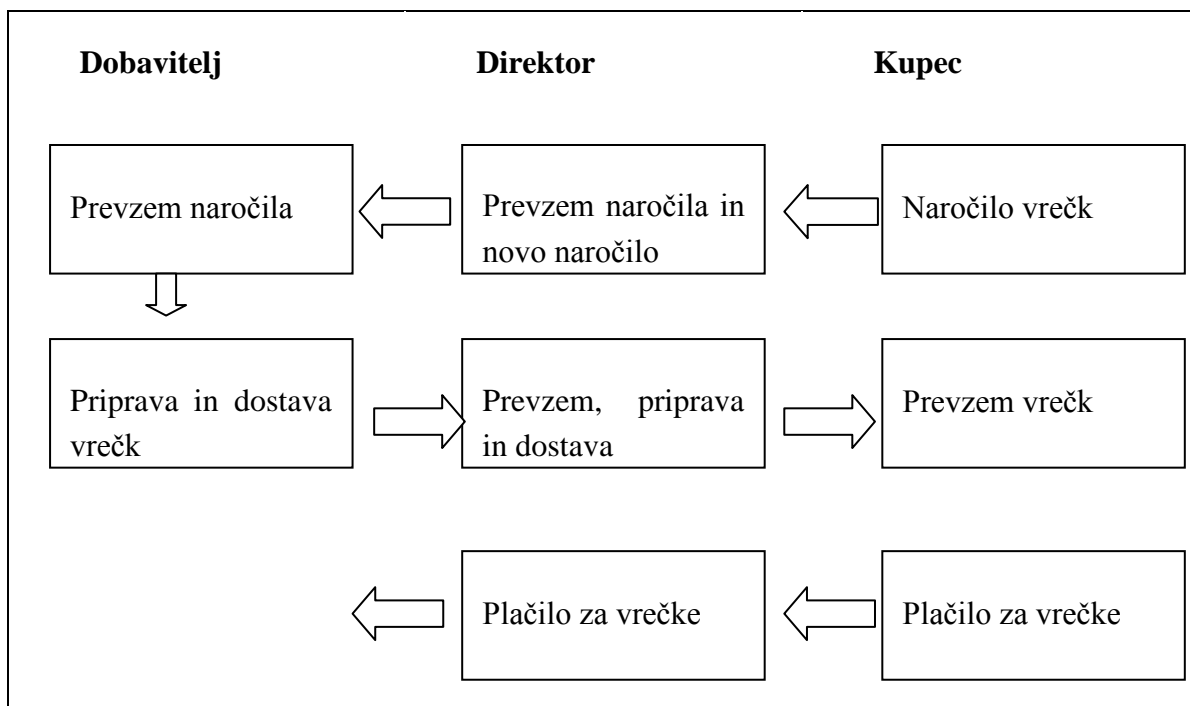 Dobavitelj Direktor Kupec
Prevzem naročila
Prevzem naročila in
novo naročilo
Naročilo vrečk
Priprava in dostava
vrečk
Prevzem, priprava
in dostava
Prevzem vrečk
Plačilo za vrečke
Plačilo za vrečke